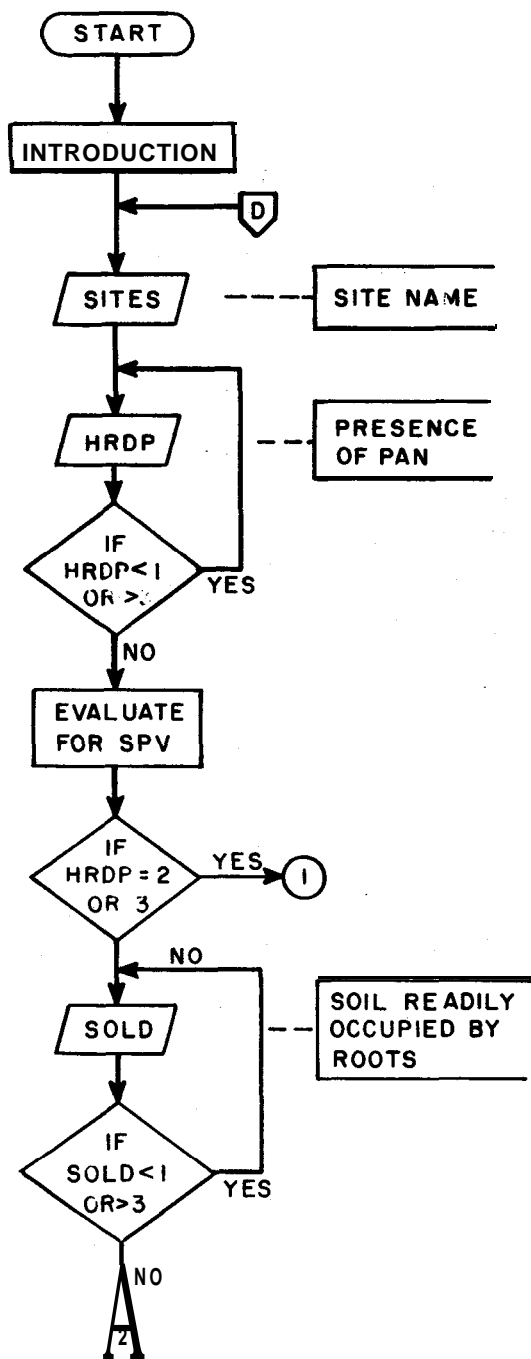 START
INTRODUCTION
D
SITES
SITE NAME
HRDP
PRESENCE
OF PAN
IF
HRDP<1
OR >
YES
NO
EVALUATE
FOR SPV
IF
HRDP=2
OR 3
YES
1
NO
SOLD
SOIL READILY
OCCUPIED BY
ROOTS
IF
SOLD<1
OR>3
YES
NO
2